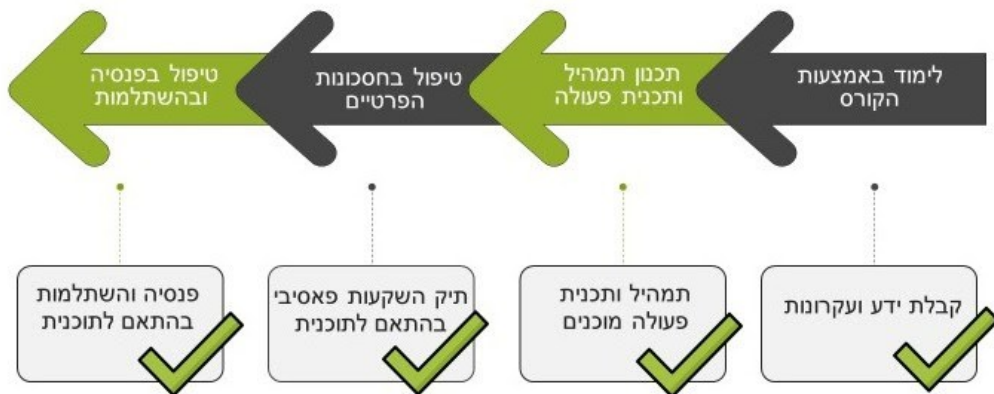 לימוד באמצעות
הקורס
תכנון תמהיל
ותכנית פעולה
טיפול בחסכונות
הפרטיים
טיפול בפנסיה
ובהשתלמות
קבלת ידע ועקרונות
תמהיל ותכנית
פעולה מוכנים
תיק השקעות פאסיבי
בהתאם לתוכנית
פנסיה והשתלמות
בהתאם לתוכנית